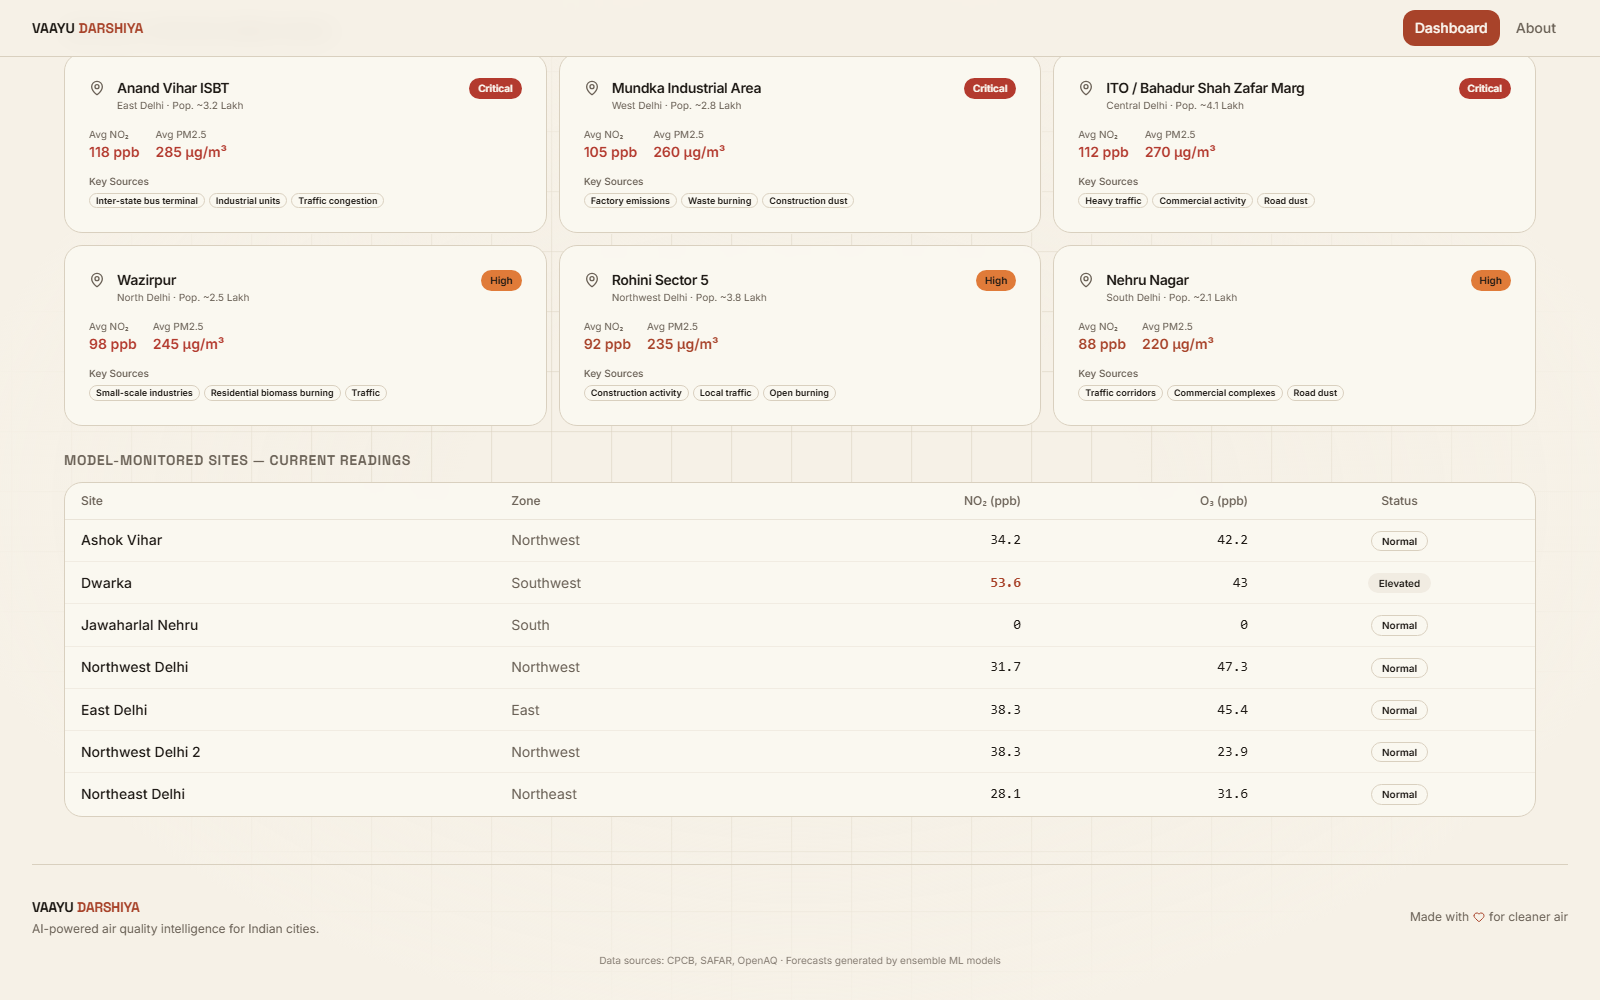 VAAYU DARSHIYA
Dashboard About
Anand Vihar ISBT Critical
East Delhi · Pop. ~3.2 Lakh
Avg NO₂ Avg PM2.5
118 ppb 285 µg/m³
Key Sources
Inter-state bus terminal Industrial units Traffic congestion
Mundka Industrial Area Critical
West Delhi · Pop. ~2.8 Lakh
Avg NO₂ Avg PM2.5
105 ppb 260 µg/m³
Key Sources
Factory emissions Waste burning Construction dust
ITO / Bahadur Shah Zafar Marg Critical
Central Delhi · Pop. ~4.1 Lakh
Avg NO₂ Avg PM2.5
112 ppb 270 µg/m³
Key Sources
Heavy traffic Commercial activity Road dust
Wazirpur High
North Delhi · Pop. ~2.5 Lakh
Avg NO₂ Avg PM2.5
98 ppb 245 µg/m³
Key Sources
Small-scale industries Residential biomass burning Traffic
Rohini Sector 5 High
Northwest Delhi · Pop. ~3.8 Lakh
Avg NO₂ Avg PM2.5
92 ppb 235 µg/m³
Key Sources
Construction activity Local traffic Open burning
Nehru Nagar High
South Delhi · Pop. ~2.1 Lakh
Avg NO₂ Avg PM2.5
88 ppb 220 µg/m³
Key Sources
Traffic corridors Commercial complexes Road dust
MODEL-MONITORED SITES — CURRENT READINGS
Site Zone NO₂ (ppb) O₃ (ppb) Status
Ashok Vihar Northwest 34.2 42.2 Normal
Dwarka Southwest 53.6 43 Elevated
Jawaharlal Nehru South 0 0 Normal
Northwest Delhi Northwest 31.7 47.3 Normal
East Delhi East 38.3 45.4 Normal
Northwest Delhi 2 Northwest 38.3 23.9 Normal
Northeast Delhi Northeast 28.1 31.6 Normal
VAAYU DARSHIYA
AI-powered air quality intelligence for Indian cities.
Made with ♡ for cleaner air
Data sources: CPCB, SAFAR, OpenAQ · Forecasts generated by ensemble ML models